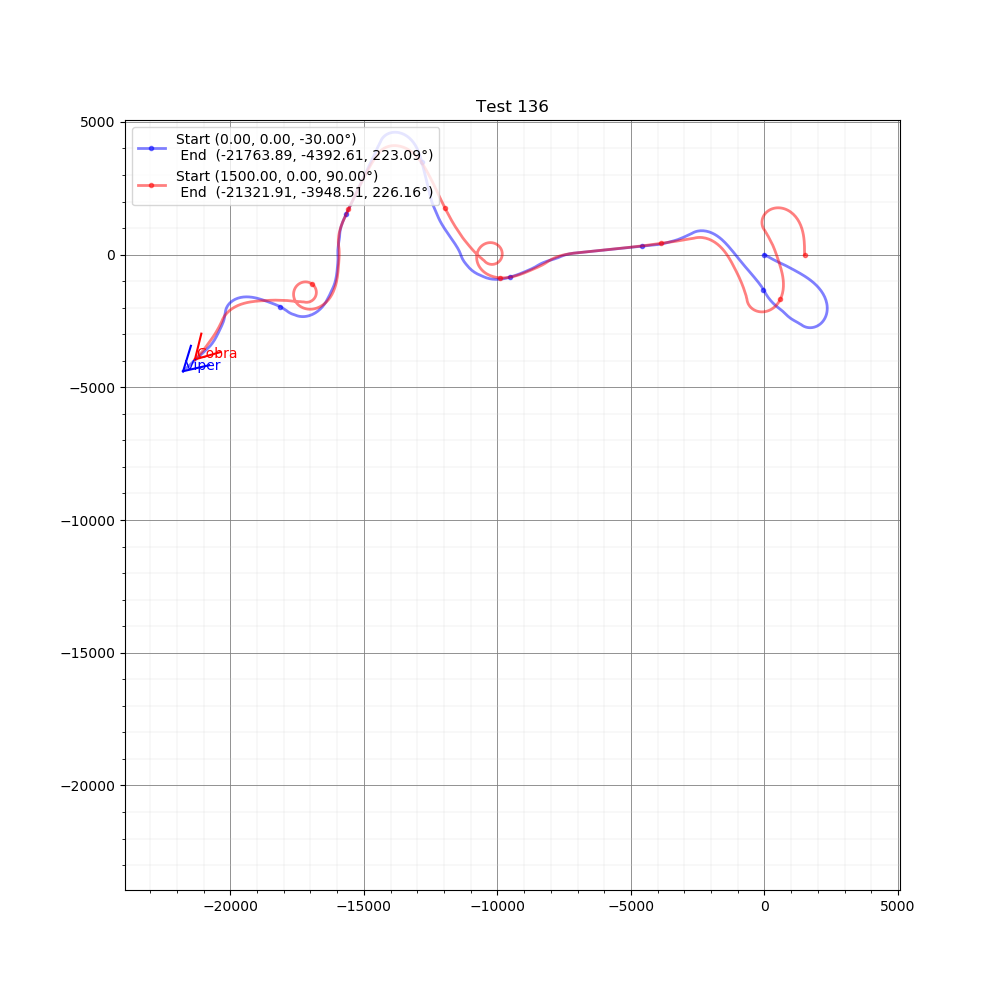 Test 136
Start (0.00, 0.00, -30.00°)
End (-21763.89, -4392.61, 223.09°)
Start (1500.00, 0.00, 90.00°)
End (-21321.91, -3948.51, 226.16°)
5000
0
−5000
−10000
−15000
−20000
Cobra
Viper
−20000 −15000 −10000 −5000 0 5000